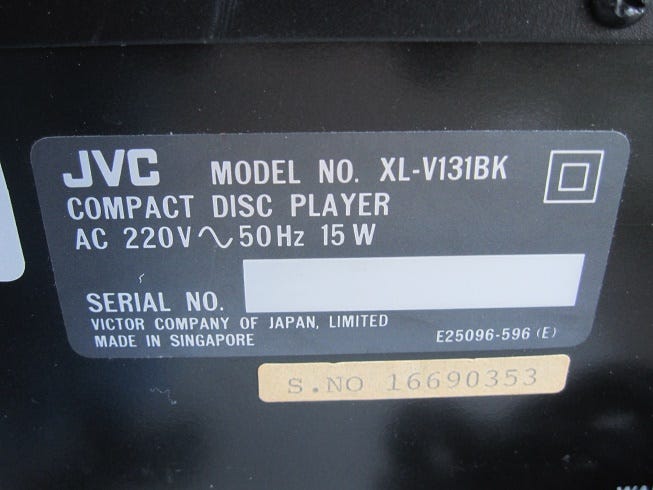 JVC MODEL NO. XL-V131BK
COMPACT DISC PLAYER
AC 220V ∿ 50Hz 15W
SERIAL NO.
VICTOR COMPANY OF JAPAN, LIMITED
MADE IN SINGAPORE E25096-596 (E)
S.NO 16690353